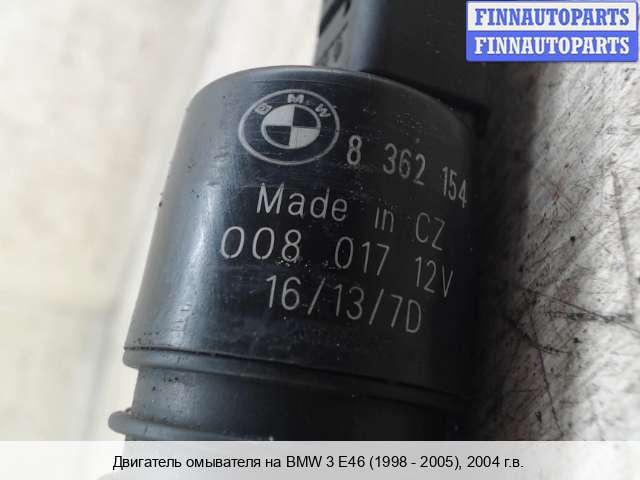 FINNAUTOPARTS
FINNAUTOPARTS
BMW
8 362 154
Made in CZ
008 017 12V
16/13/7D
Двигатель омывателя на BMW 3 E46 (1998 - 2005), 2004 г.в.